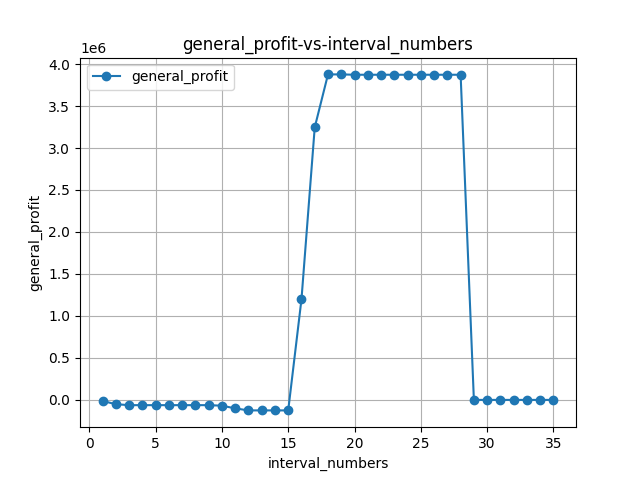 general_profit-vs-interval_numbers
1e6
general_profit
4.0
3.5
3.0
2.5
2.0
1.5
1.0
0.5
0.0
general_profit
0 5 10 15 20 25 30 35
interval_numbers